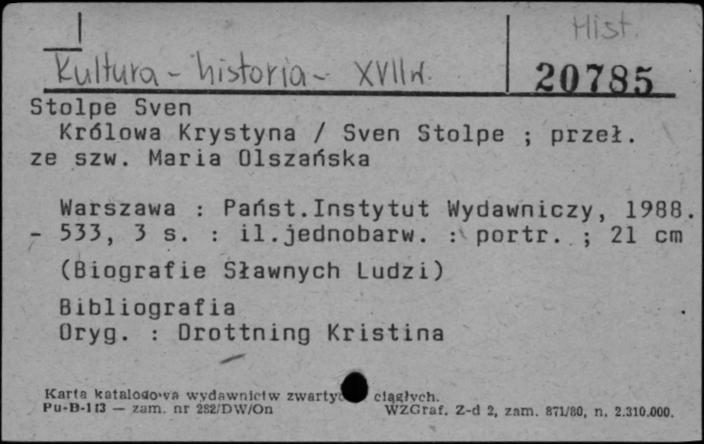 Hist.
Kultura - historia - XVII w.
20785
Stolpe Sven
Królowa Krystyna / Sven Stolpe ; przeł.
ze szw. Maria Olszańska
Warszawa : Państ.Instytut Wydawniczy, 1988.
- 533, 3 s. : il.jednobarw. : portr. ; 21 cm
(Biografie Sławnych Ludzi)
Bibliografia
Oryg. : Drottning Kristina
Karta katalogowa wydawnictw ciągłych.
Pu-B-113 — zam. nr 282/DW/On WZGraf. Z-d 2, zam. 871/80, n. 2.310.000.